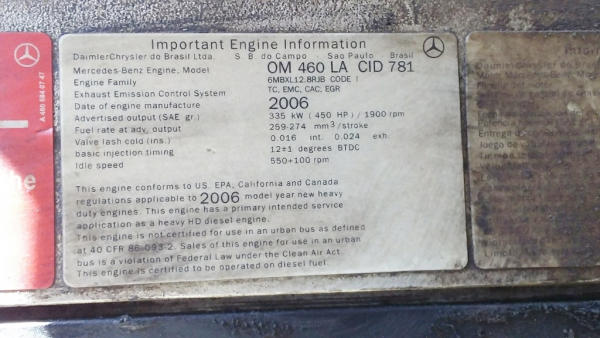 A 460 584 07 47
Important Engine Information
DaimlerChrysler do Brasil Ltda. S. B. do Campo - Sao Paulo - Brasil
Mercedes-Benz Engine, Model OM 460 LA CID 781
Engine Family 6MBXL12.8RJB CODE I
Exhaust Emission Control System TC, EMC, CAC, EGR
Date of engine manufacture 2006
Advertised output (SAE gr.) 335 kW ( 450 HP ) / 1900 rpm
Fuel rate at adv. output 259-274 mm³/stroke
Valve lash cold (ins.) 0.016 int. 0.024 exh.
basic injection timing 12±1 degrees BTDC
Idle speed 550+100 rpm
This engine conforms to US. EPA, California and Canada
regulations applicable to 2006 model year new heavy
duty engines. This engine has a primary intended service
application as a heavy HD diesel engine.
This engine is not certified for use in an urban bus as defined
at 40 CFR 86-093-2. Sales of this engine for use in an urban
bus is a violation of Federal Law under the Clean Air Act.
This engine is certified to be operated on diesel fuel.
DaimlerChrysler do Bra